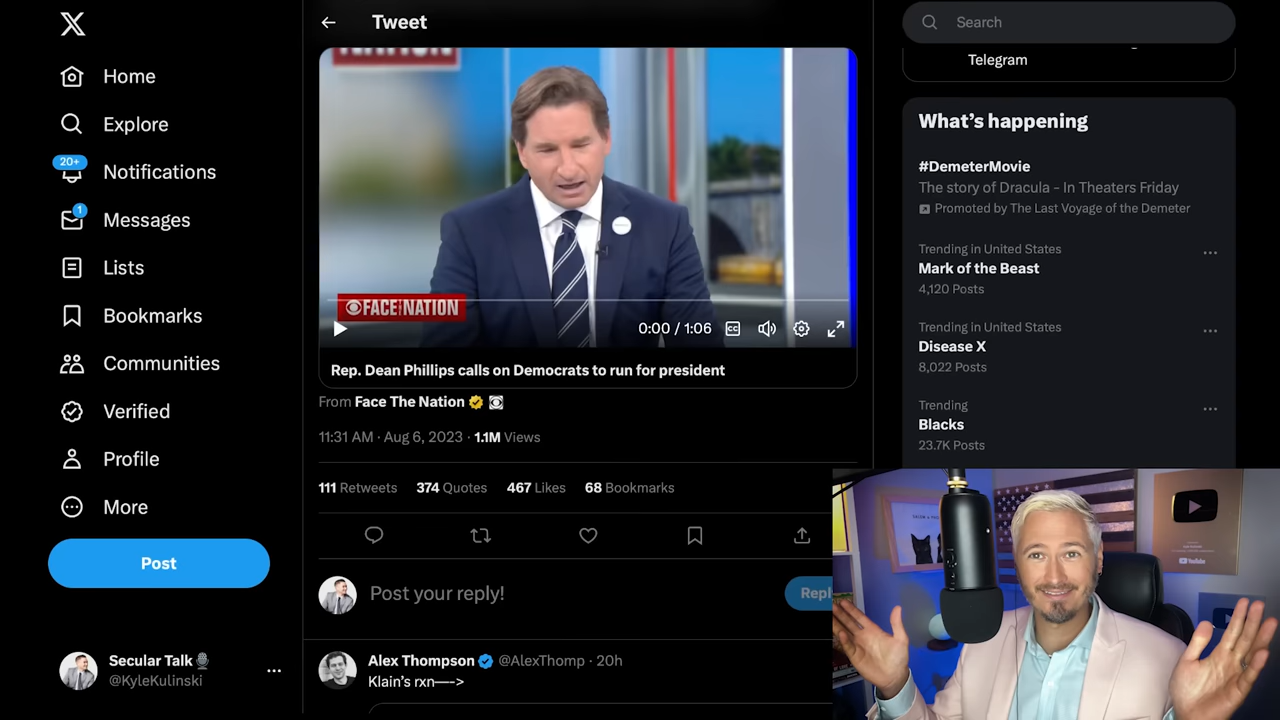 Tweet
Search
Home
Explore
20+
Notifications
1
Messages
Lists
Bookmarks
Communities
Verified
Profile
More
Post
Secular Talk
@KyleKulinski
NATION
FACE THE NATION
0:00 / 1:06
CC
Rep. Dean Phillips calls on Democrats to run for president
From Face The Nation
11:31 AM · Aug 6, 2023 · 1.1M Views
111 Retweets 374 Quotes 467 Likes 68 Bookmarks
Post your reply!
Repl
Alex Thompson @AlexThomp · 20h
Klain's rxn—->
Telegram
What's happening
#DemeterMovie
The story of Dracula - In Theaters Friday
Promoted by The Last Voyage of the Demeter
Trending in United States
Mark of the Beast
4,120 Posts
Trending in United States
Disease X
8,022 Posts
Trending
Blacks
23.7K Posts
YouTube